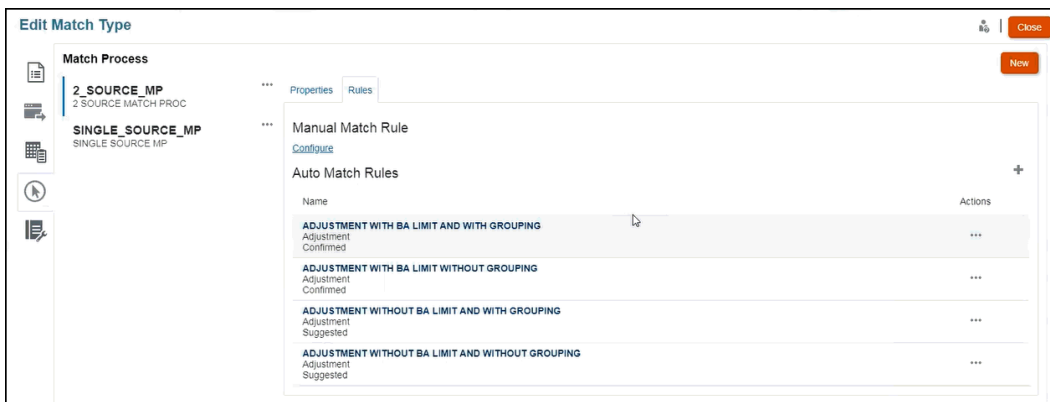 Edit Match Type
Close
Match Process
New
2_SOURCE_MP
2 SOURCE MATCH PROC
SINGLE_SOURCE_MP
SINGLE SOURCE MP
Properties Rules
Manual Match Rule
Configure
Auto Match Rules
Name Actions
ADJUSTMENT WITH BA LIMIT AND WITH GROUPING
Adjustment
Confirmed
ADJUSTMENT WITH BA LIMIT WITHOUT GROUPING
Adjustment
Confirmed
ADJUSTMENT WITHOUT BA LIMIT AND WITH GROUPING
Adjustment
Suggested
ADJUSTMENT WITHOUT BA LIMIT AND WITHOUT GROUPING
Adjustment
Suggested